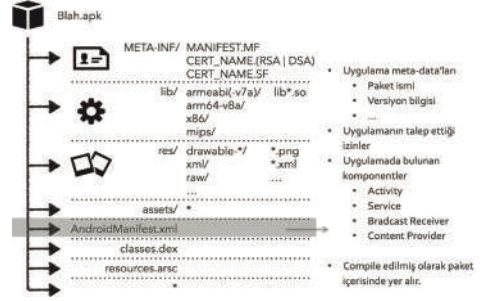 Blah.apk
META-INF/ MANIFEST.MF
CERT_NAME.(RSA | DSA)
CERT_NAME.SF
lib/ armeabi(-v7a)/ lib*.so
arm64-v8a/
x86/
mips/
res/ drawable-*/ *.png
xml/ *.xml
raw/ ...
...
assets/ *
AndroidManifest.xml
classes.dex
resources.arsc
*
• Uygulama meta-data'ları
• Paket ismi
• Versiyon bilgisi
• ...
• Uygulamanın talep ettiği
izinler
• Uygulamada bulunan
komponentler
• Activity
• Service
• Bradcast Receiver
• Content Provider
• Compile edilmiş olarak paket
içerisinde yer alır.